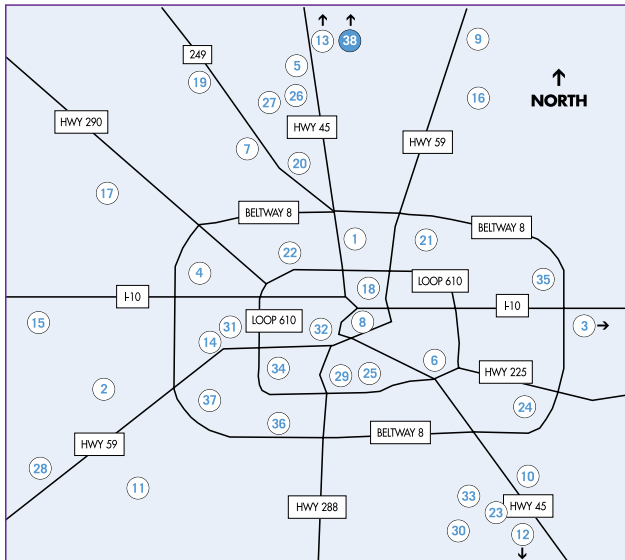 13
38
9
249
5
19
16
26
27
NORTH
HWY 290
HWY 45
HWY 59
7
20
17
BELTWAY 8
BELTWAY 8
1
21
22
4
35
LOOP 610
18
I-10
I-10
15
LOOP 610
8
3
31
32
14
6
34
29
25
HWY 225
2
37
24
36
BELTWAY 8
HWY 59
28
10
11
33
HWY 288
23
HWY 45
30
12